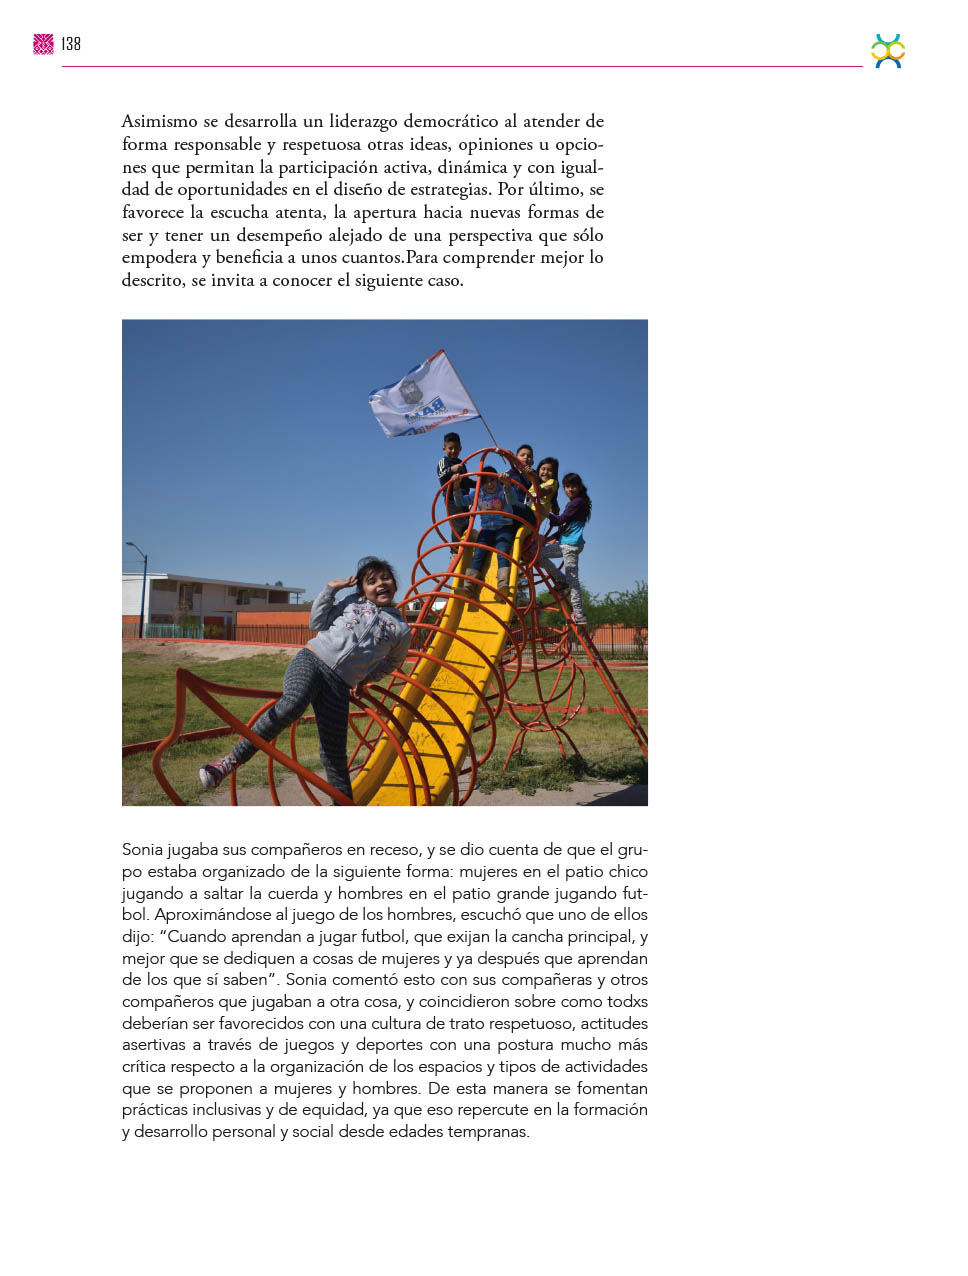 138
Asimismo se desarrolla un liderazgo democrático al atender de
forma responsable y respetuosa otras ideas, opiniones u opcio-
nes que permitan la participación activa, dinámica y con igual-
dad de oportunidades en el diseño de estrategias. Por último, se
favorece la escucha atenta, la apertura hacia nuevas formas de
ser y tener un desempeño alejado de una perspectiva que sólo
empodera y beneficia a unos cuantos.Para comprender mejor lo
descrito, se invita a conocer el siguiente caso.
Sonia jugaba sus compañeros en receso, y se dio cuenta de que el gru-
po estaba organizado de la siguiente forma: mujeres en el patio chico
jugando a saltar la cuerda y hombres en el patio grande jugando fut-
bol. Aproximándose al juego de los hombres, escuchó que uno de ellos
dijo: “Cuando aprendan a jugar futbol, que exijan la cancha principal, y
mejor que se dediquen a cosas de mujeres y ya después que aprendan
de los que sí saben”. Sonia comentó esto con sus compañeras y otros
compañeros que jugaban a otra cosa, y coincidieron sobre como todxs
deberían ser favorecidos con una cultura de trato respetuoso, actitudes
asertivas a través de juegos y deportes con una postura mucho más
crítica respecto a la organización de los espacios y tipos de actividades
que se proponen a mujeres y hombres. De esta manera se fomentan
prácticas inclusivas y de equidad, ya que eso repercute en la formación
y desarrollo personal y social desde edades tempranas.